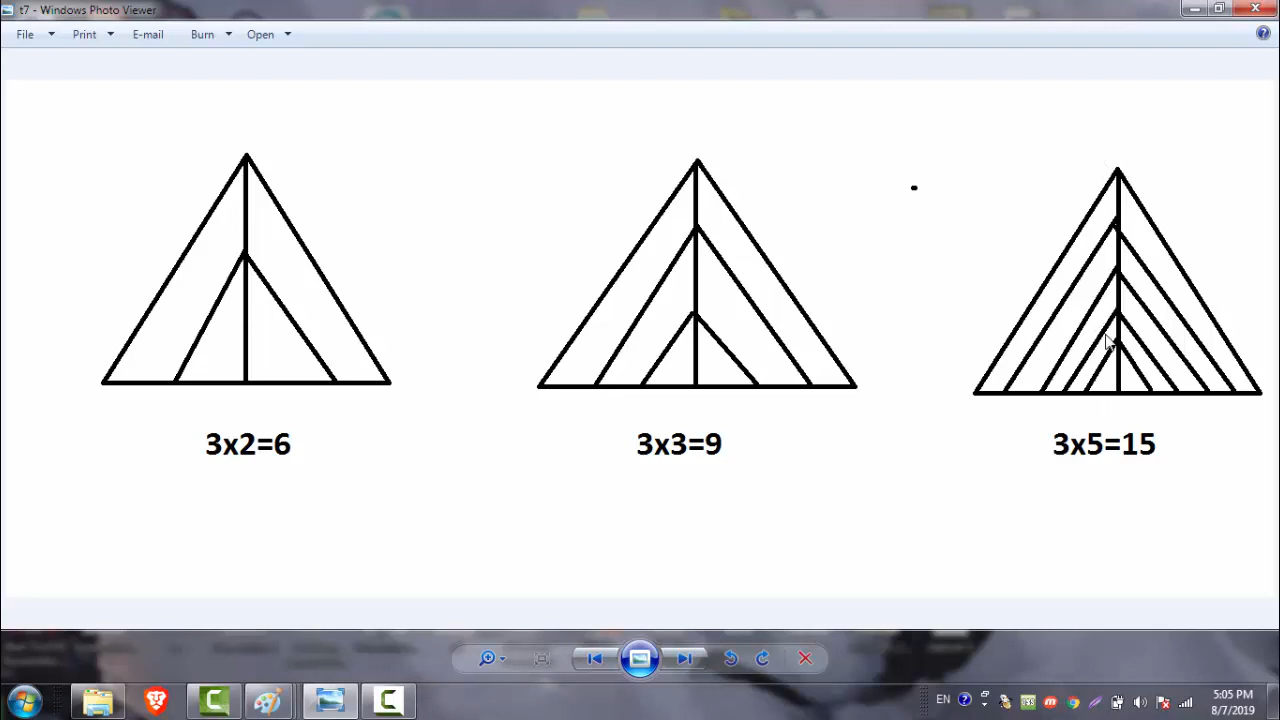 t7 - Windows Photo Viewer
File Print E-mail Burn Open
3x2=6
3x3=9
3x5=15
EN
5:05 PM
8/7/2019